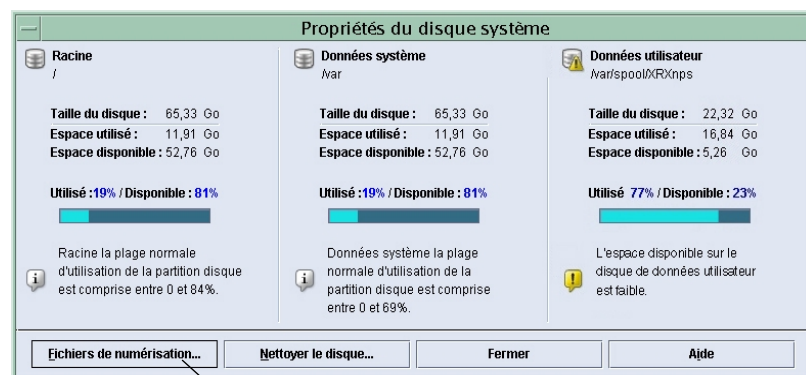 Propriétés du disque système
Racine
/
Taille du disque : 65,33 Go
Espace utilisé : 11,91 Go
Espace disponible : 52,76 Go
Utilisé :19% / Disponible : 81%
Racine la plage normale
d'utilisation de la partition disque
est comprise entre 0 et 84%.
Données système
/var
Taille du disque : 65,33 Go
Espace utilisé : 11,91 Go
Espace disponible : 52,76 Go
Utilisé :19% / Disponible : 81%
Données système la plage
normale d'utilisation de la
partition disque est comprise
entre 0 et 69%.
Données utilisateur
/var/spool/XRXnps
Taille du disque : 22,32 Go
Espace utilisé : 16,84 Go
Espace disponible : 5,26 Go
Utilisé 77% / Disponible : 23%
L'espace disponible sur le
disque de données utilisateur
est faible.
Fichiers de numérisation...
Nettoyer le disque...
Fermer
Aide